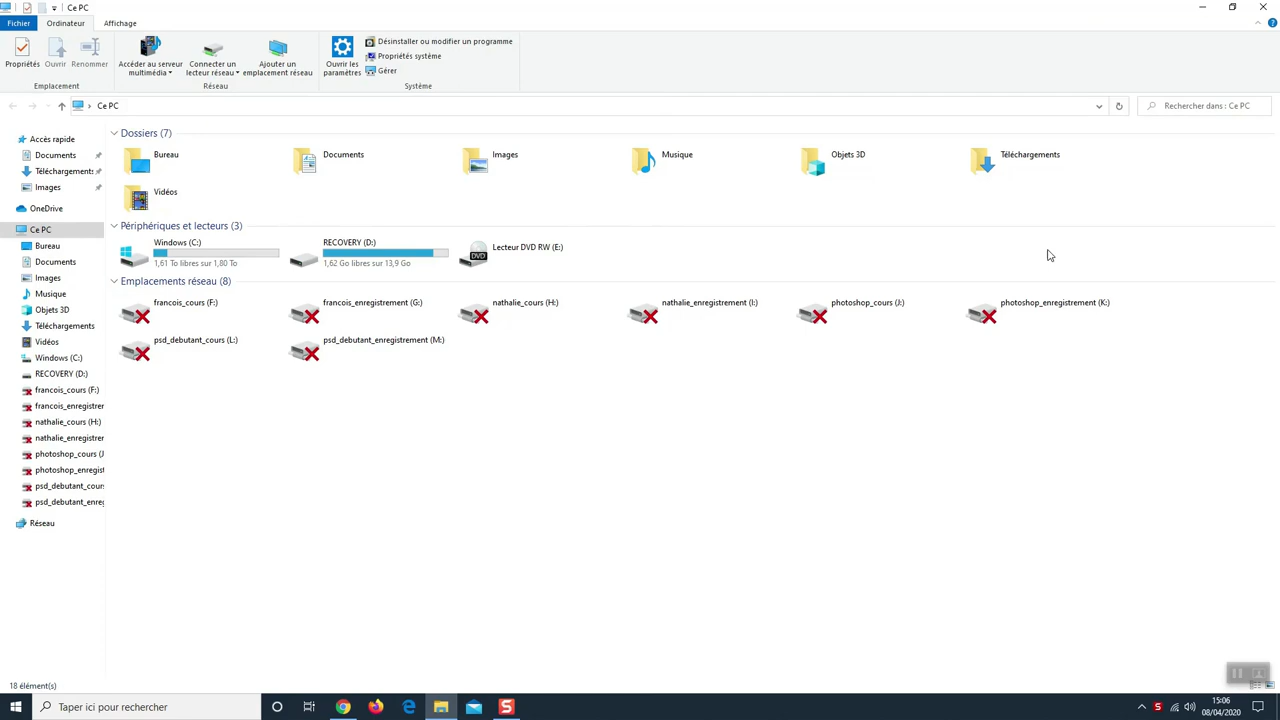 Ce PC
Fichier
Ordinateur
Affichage
Propriétés
Ouvrir
Renommer
Accéder au serveur multimédia
Connecter un lecteur réseau
Ajouter un emplacement réseau
Ouvrir les paramètres
Désinstaller ou modifier un programme
Propriétés système
Gérer
Emplacement
Réseau
Système
Ce PC
Rechercher dans : Ce PC
Accès rapide
Documents
Téléchargements
Images
OneDrive
Ce PC
Bureau
Documents
Images
Musique
Objets 3D
Téléchargements
Vidéos
Windows (C:)
RECOVERY (D:)
francois_cours (F:)
francois_enregistrer
nathalie_cours (H:)
nathalie_enregistrer
photoshop_cours (J
photoshop_enregist
psd_debutant_cours
psd_debutant_enreg
Réseau
Dossiers (7)
Bureau
Documents
Images
Musique
Objets 3D
Téléchargements
Vidéos
Périphériques et lecteurs (3)
Windows (C:)
1,61 To libres sur 1,80 To
RECOVERY (D:)
1,62 Go libres sur 13,9 Go
Lecteur DVD RW (E:)
DVD
Emplacements réseau (8)
francois_cours (F:)
francois_enregistrement (G:)
nathalie_cours (H:)
nathalie_enregistrement (I:)
photoshop_cours (J:)
photoshop_enregistrement (K:)
psd_debutant_cours (L:)
psd_debutant_enregistrement (M:)
18 élément(s)
Taper ici pour rechercher
15:06
08/04/2020